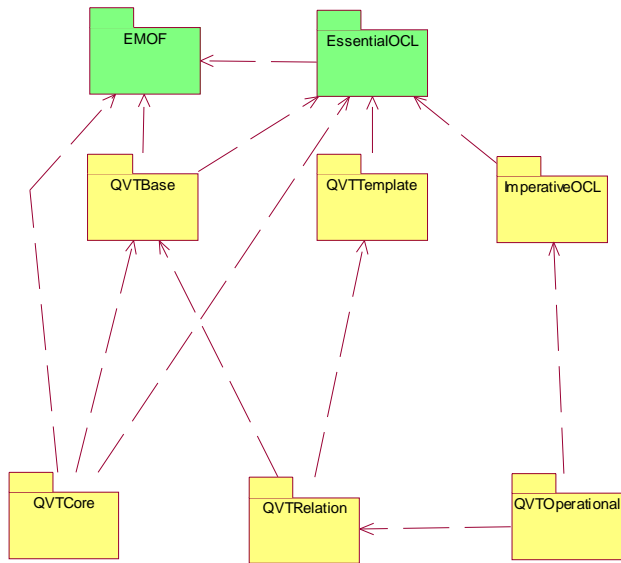 EMOF
EssentialOCL
QVTBase
QVTTemplate
ImperativeOCL
QVTCore
QVTRelation
QVTOperational